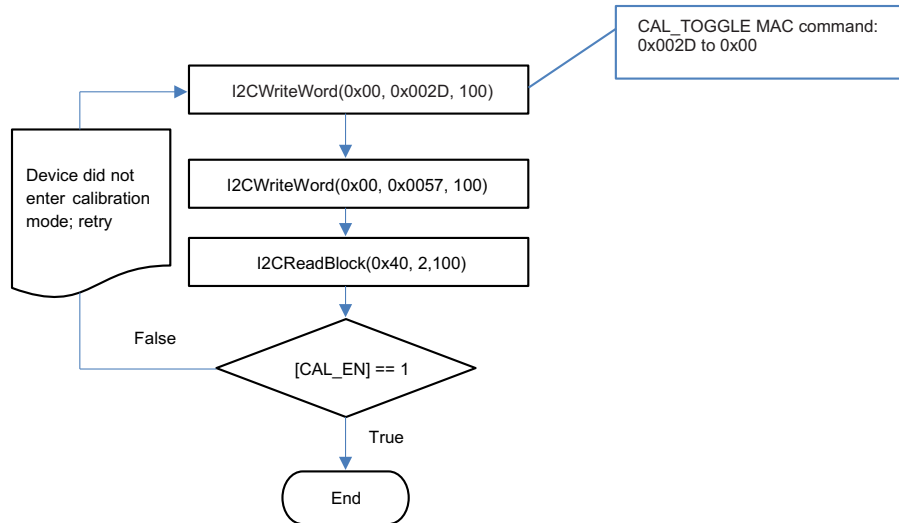 CAL_TOGGLE MAC command:
0x002D to 0x00
I2CWriteWord(0x00, 0x002D, 100)
Device did not
enter calibration
mode; retry
I2CWriteWord(0x00, 0x0057, 100)
I2CReadBlock(0x40, 2,100)
False
[CAL_EN] == 1
True
End